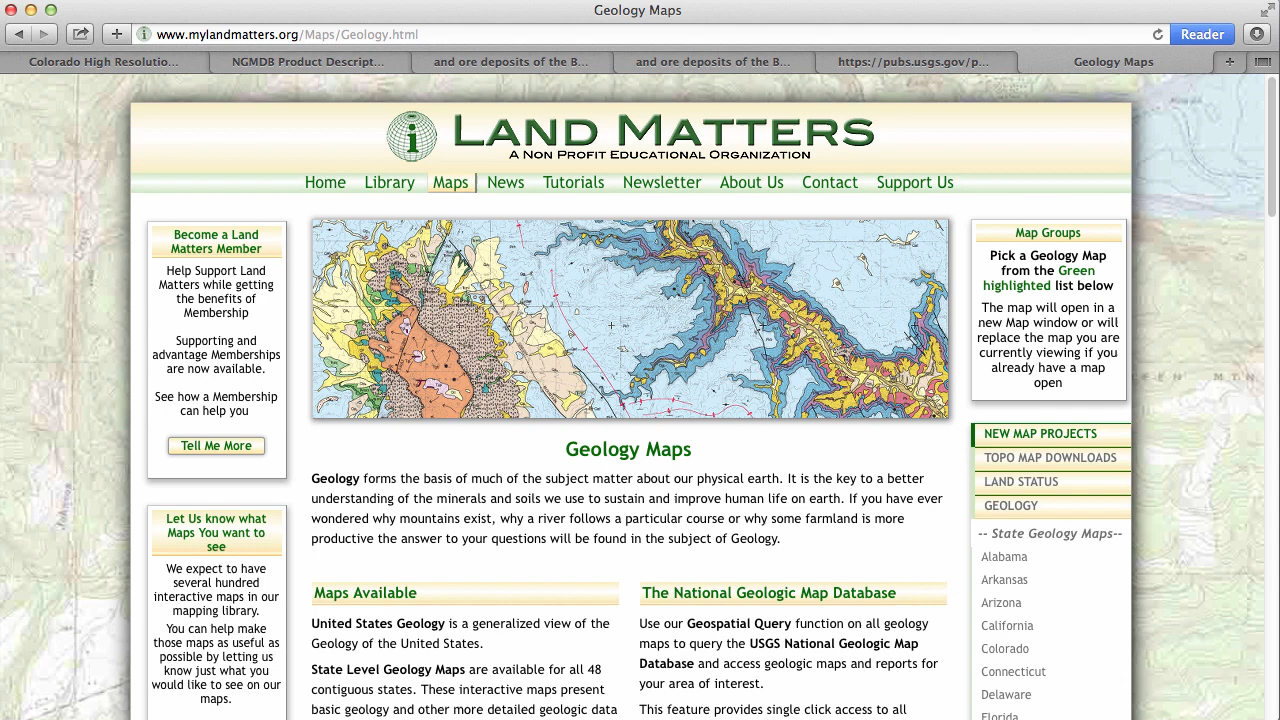 Geology Maps
www.mylandmatters.org/Maps/Geology.html
Reader
Colorado High Resolutio...
NGMDB Product Descript...
and ore deposits of the B...
and ore deposits of the B...
https://pubs.usgs.gov/p...
Geology Maps
LAND MATTERS
A NON PROFIT EDUCATIONAL ORGANIZATION
Home Library Maps News Tutorials Newsletter About Us Contact Support Us
Become a Land
Matters Member
Help Support Land
Matters while getting
the benefits of
Membership
Supporting and
advantage Memberships
are now available.
See how a Membership
can help you
Tell Me More
Let Us know what
Maps You want to
see
We expect to have
several hundred
interactive maps in our
mapping library.
You can help make
those maps as useful as
possible by letting us
know just what you
would like to see on our
maps.
Geology Maps
Geology forms the basis of much of the subject matter about our physical earth. It is the key to a better
understanding of the minerals and soils we use to sustain and improve human life on earth. If you have ever
wondered why mountains exist, why a river follows a particular course or why some farmland is more
productive the answer to your questions will be found in the subject of Geology.
Maps Available
United States Geology is a generalized view of the
Geology of the United States.
State Level Geology Maps are available for all 48
contiguous states. These interactive maps present
basic geology and other more detailed geologic data
The National Geologic Map Database
Use our Geospatial Query function on all geology
maps to query the USGS National Geologic Map
Database and access geologic maps and reports for
your area of interest.
This feature provides single click access to all
Map Groups
Pick a Geology Map
from the Green
highlighted list below
The map will open in a
new Map window or will
replace the map you are
currently viewing if you
already have a map
open
NEW MAP PROJECTS
TOPO MAP DOWNLOADS
LAND STATUS
GEOLOGY
-- State Geology Maps--
Alabama
Arkansas
Arizona
California
Colorado
Connecticut
Delaware
Florida